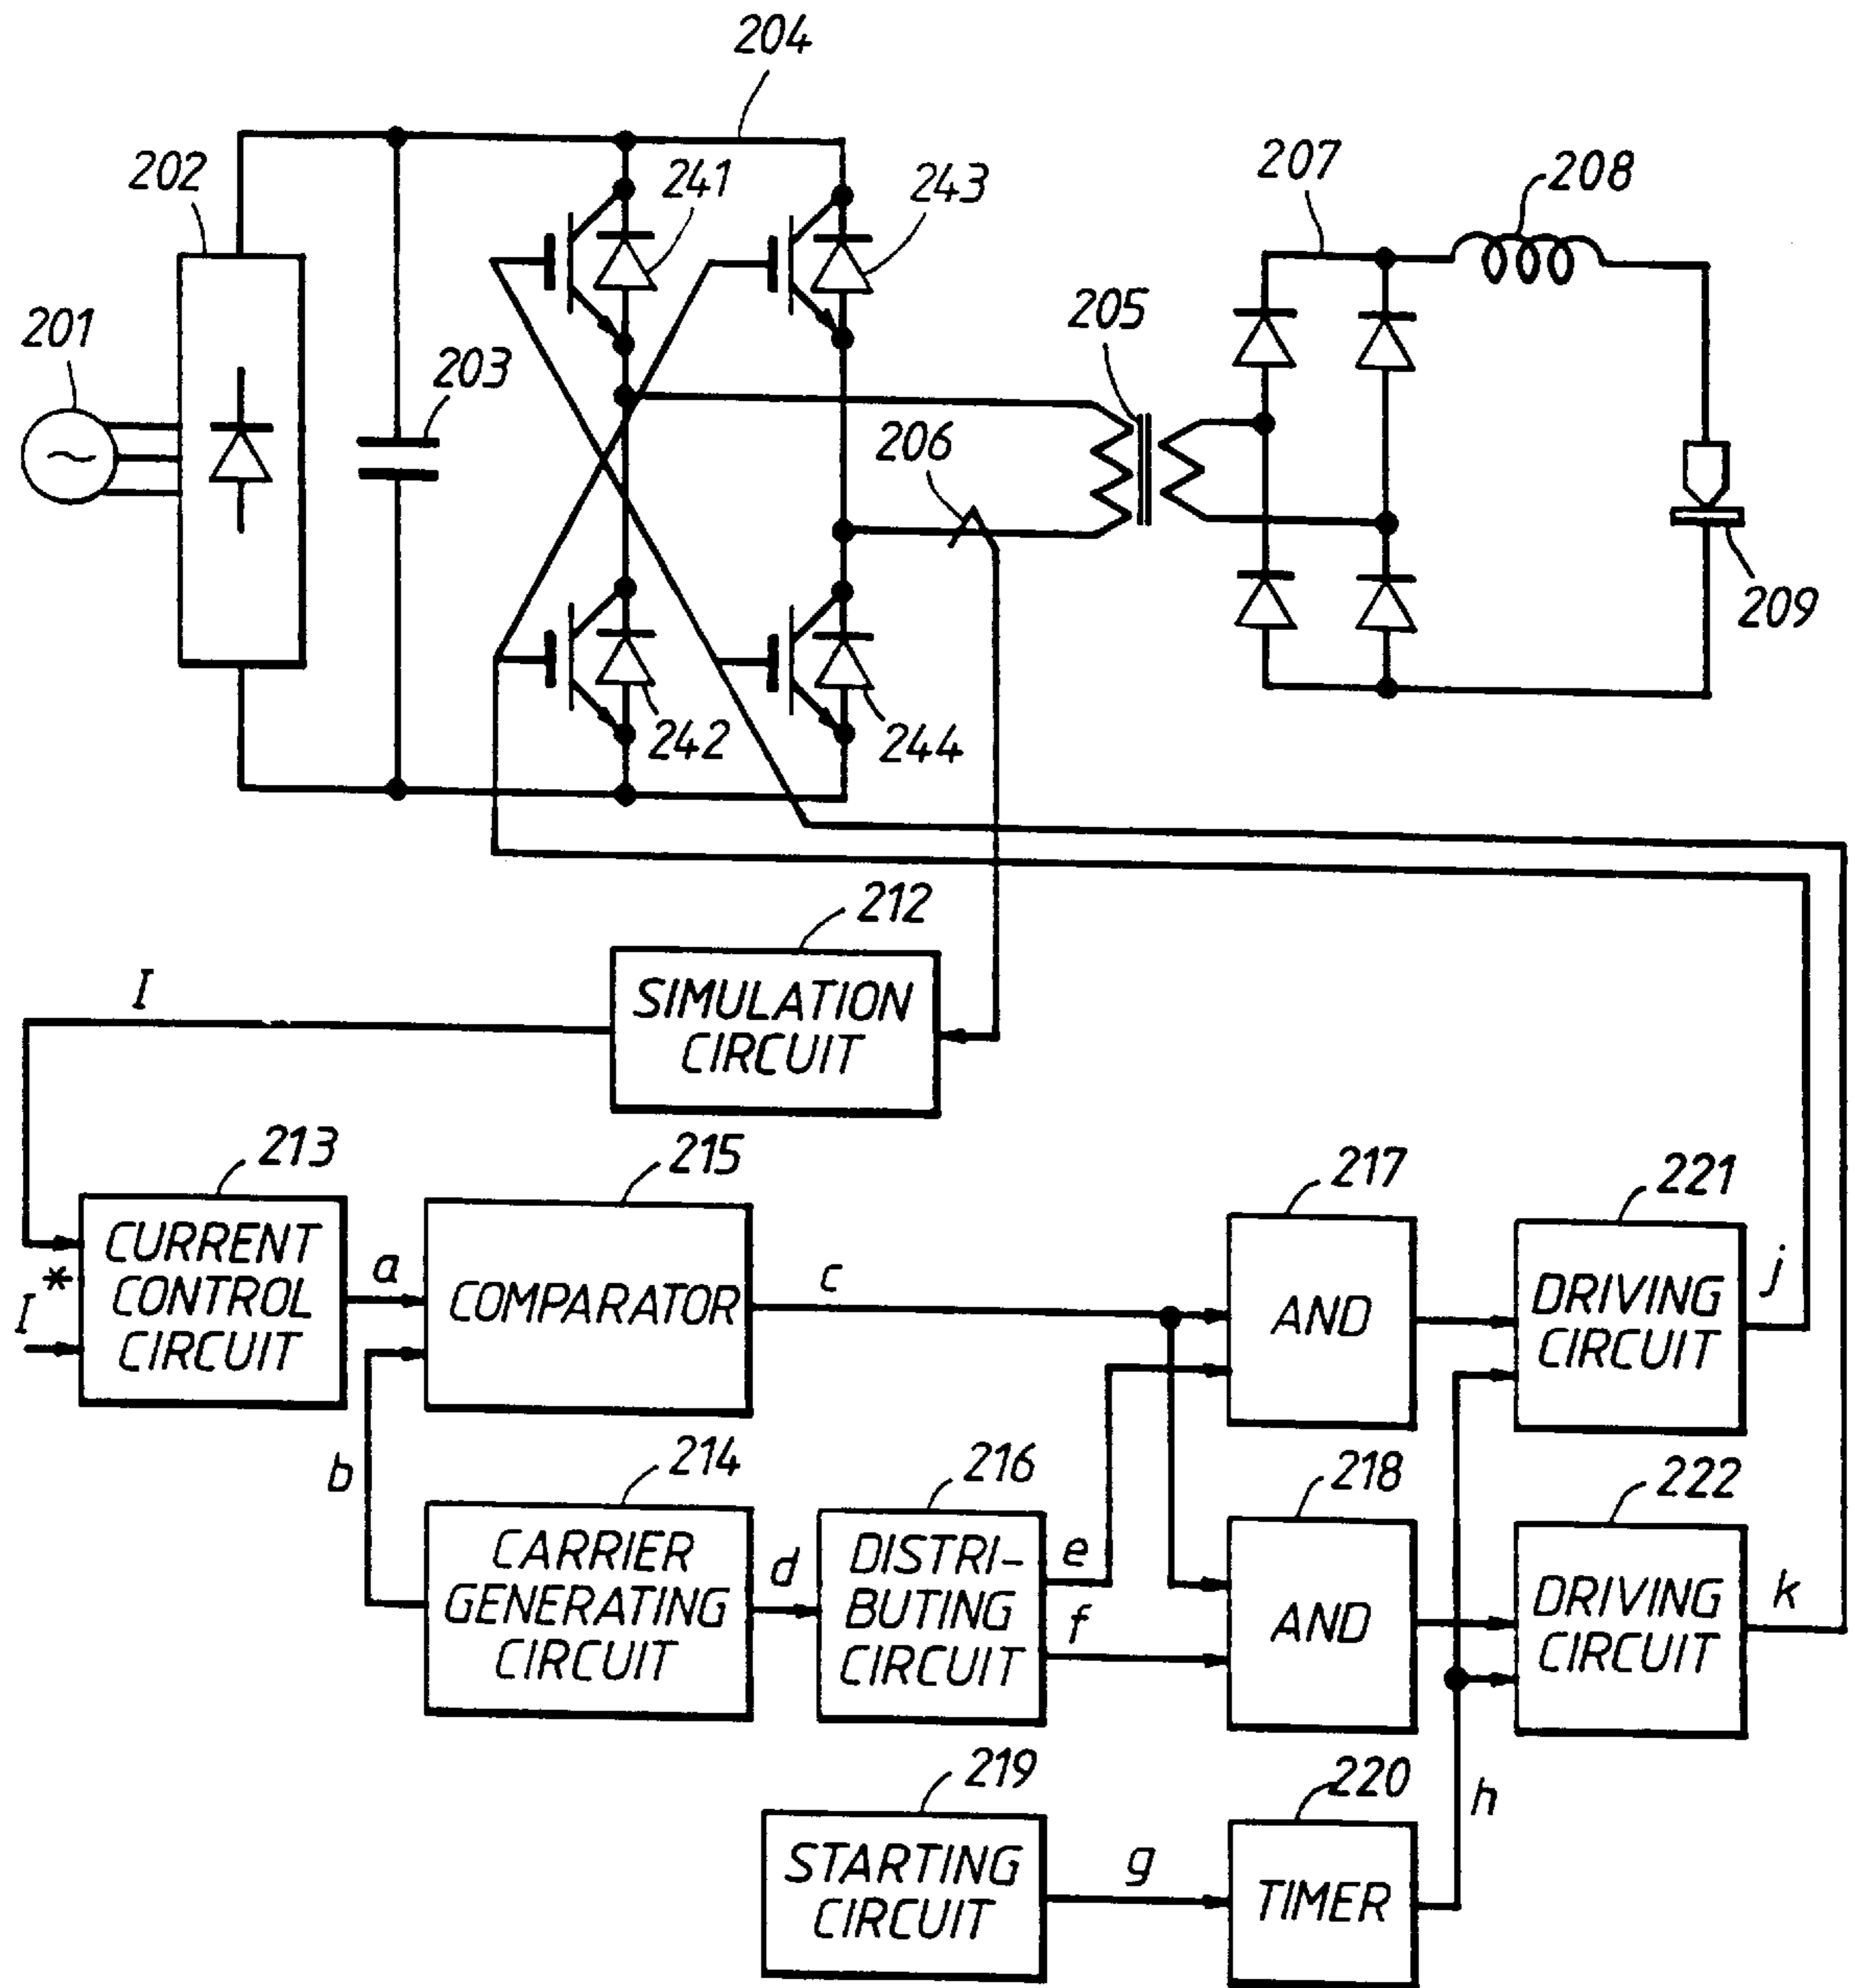 204
202
241
243
207
208
201
203
205
206
209
242
244
212
SIMULATION
CIRCUIT
I
213
CURRENT
CONTROL
CIRCUIT
I*
a
215
COMPARATOR
c
217
AND
221
DRIVING
CIRCUIT
j
b
214
CARRIER
GENERATING
CIRCUIT
d
216
DISTRI-
BUTING
CIRCUIT
e
f
218
AND
222
DRIVING
CIRCUIT
k
219
STARTING
CIRCUIT
g
220
TIMER
h